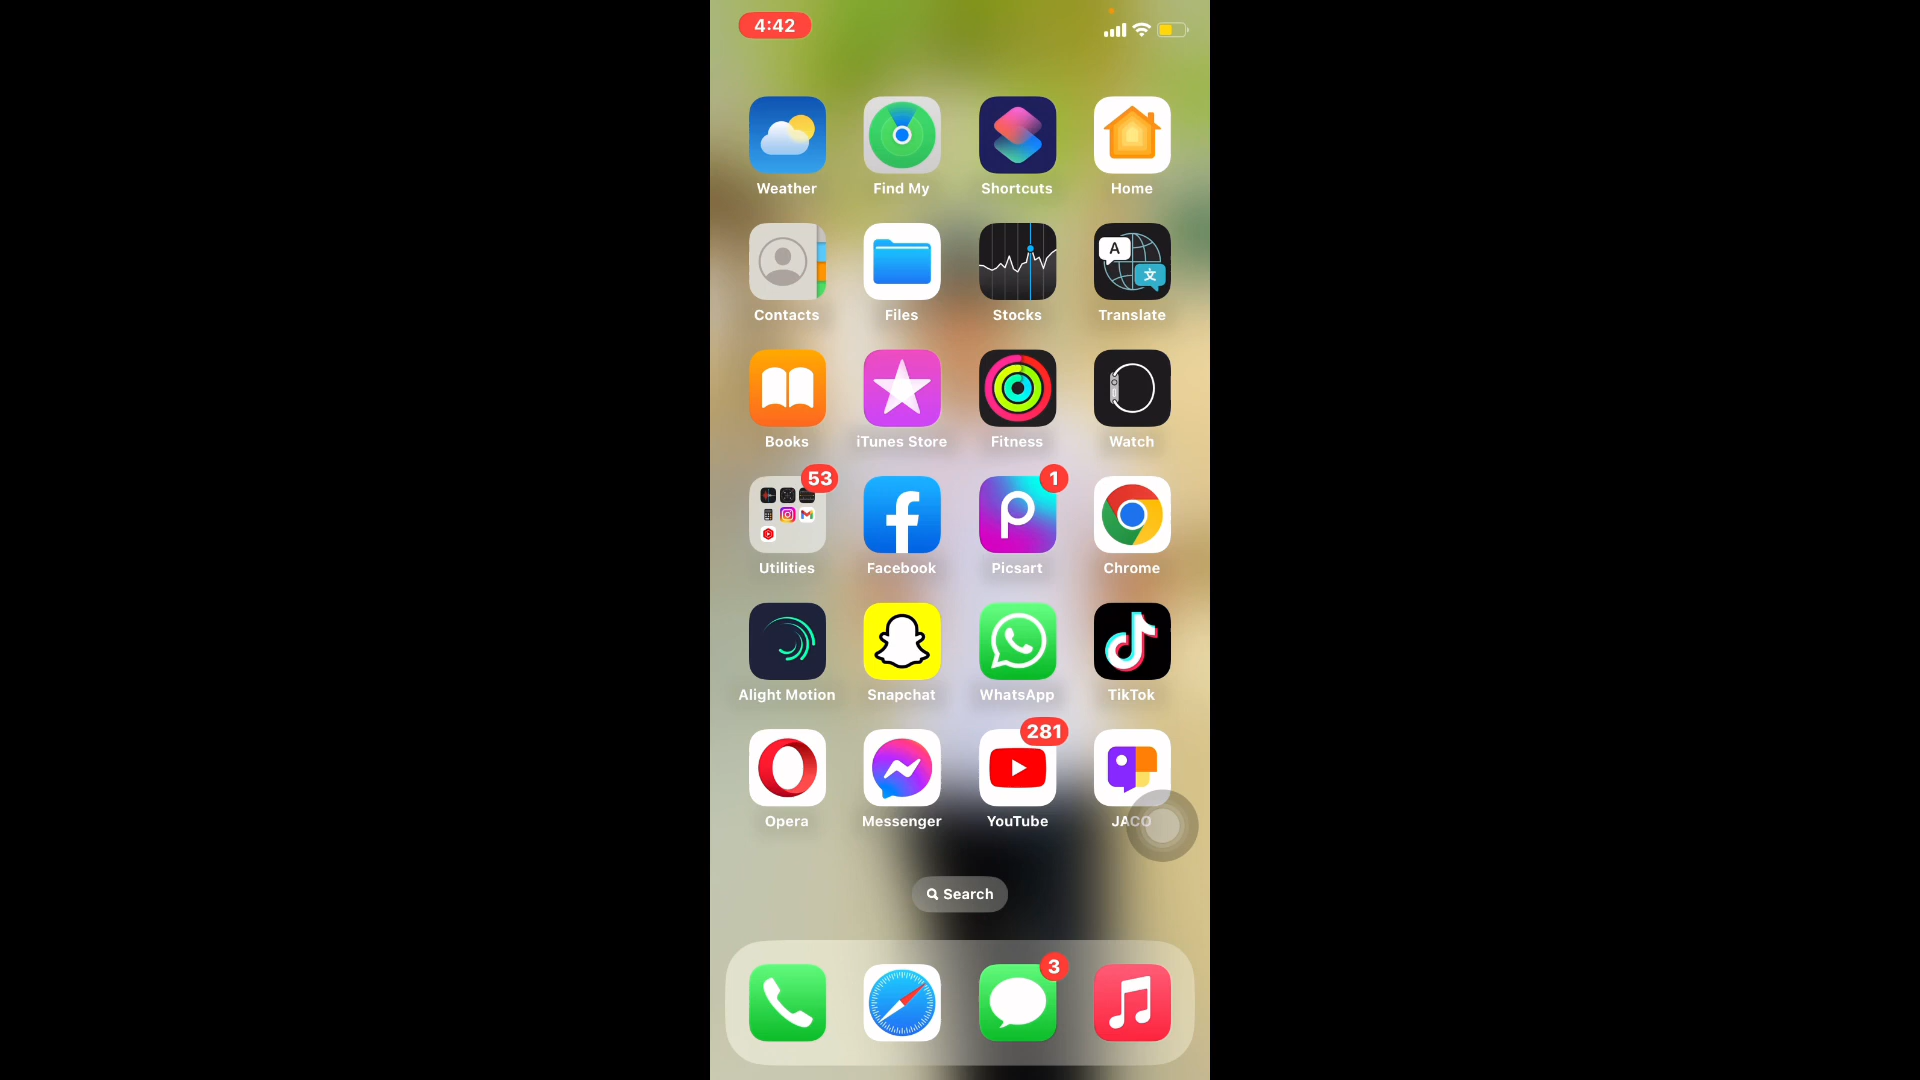 4:42
Weather Find My Shortcuts Home
A 文
Contacts Files Stocks Translate
Books iTunes Store Fitness Watch
53 1
Utilities Facebook Picsart Chrome
Alight Motion Snapchat WhatsApp TikTok
281
Opera Messenger YouTube JACO
Search
3